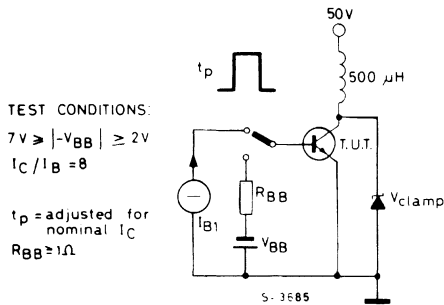 50V
500 µH
tp
T.U.T.
TEST CONDITIONS:
7V ⩾ |-VBB| ≥ 2V
IC/IB=8
tp=adjusted for
nominal IC
RBB≥1Ω
IB1
RBB
VBB
Vclamp
S-3685